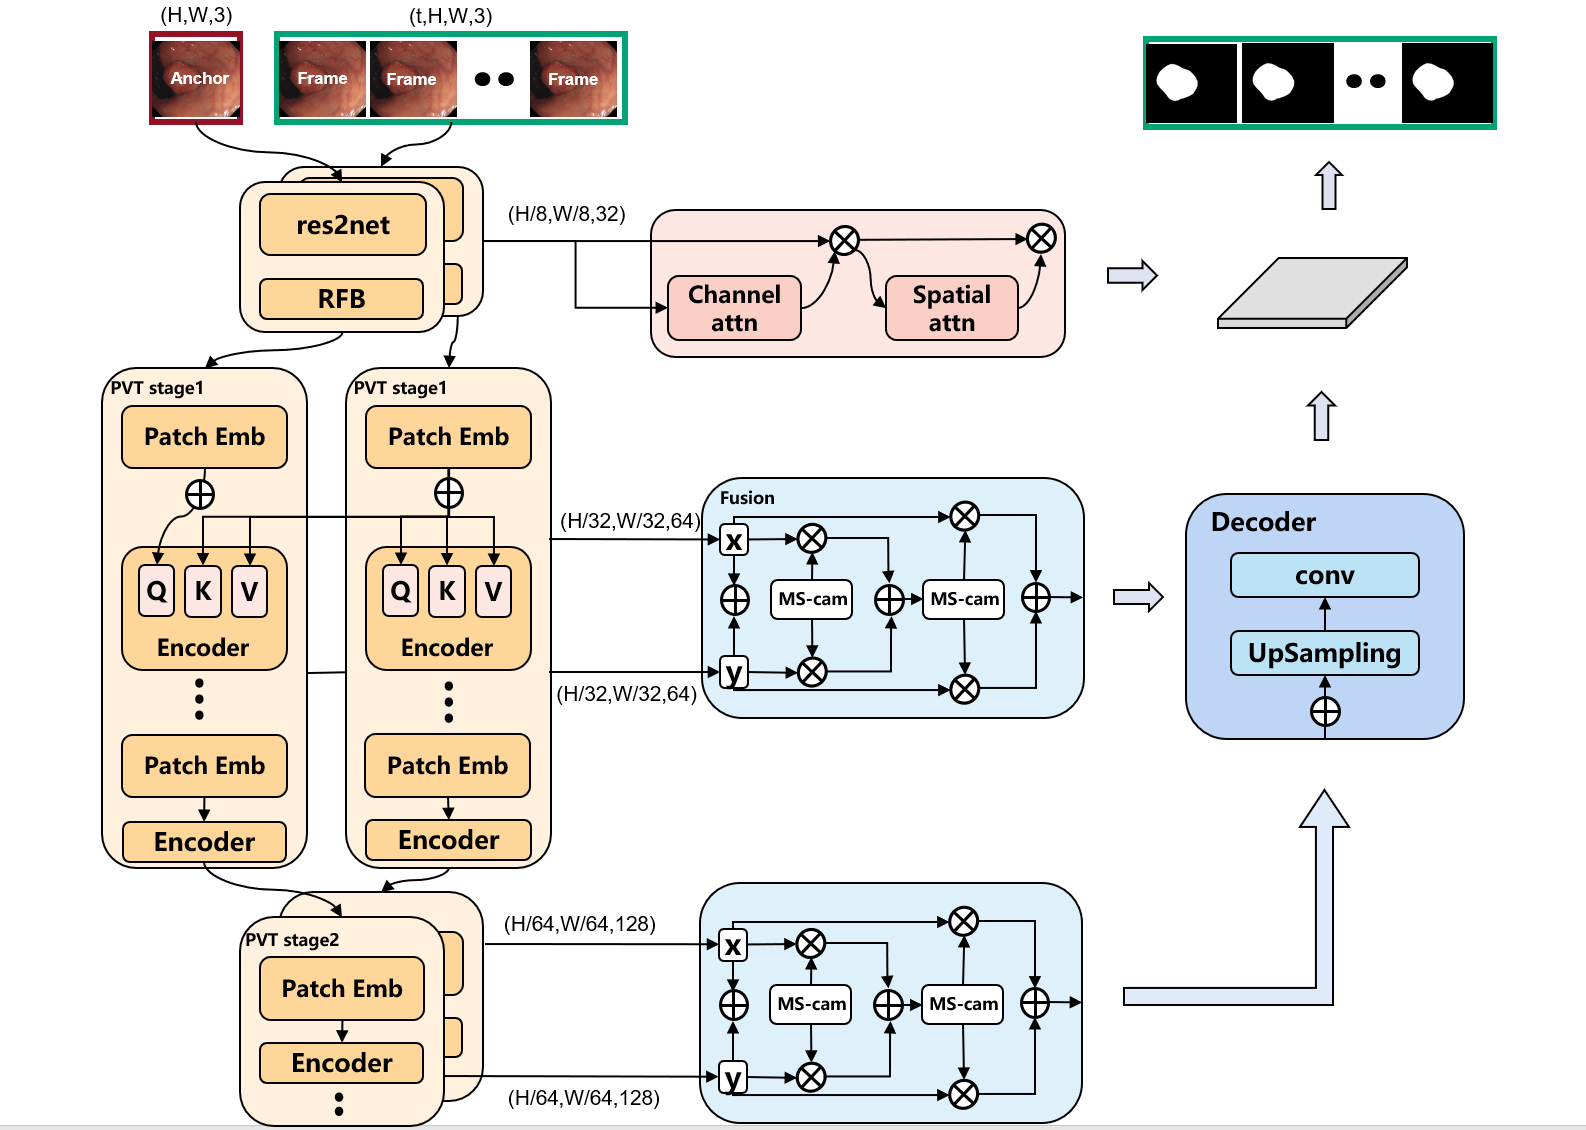 (H,W,3)
(t,H,W,3)
Anchor
Frame
Frame
Frame
res2net
RFB
(H/8,W/8,32)
Channel
attn
Spatial
attn
PVT stage1
Patch Emb
Q
K
V
Encoder
Patch Emb
Encoder
PVT stage1
Patch Emb
Q
K
V
Encoder
Patch Emb
Encoder
(H/32,W/32,64)
(H/32,W/32,64)
Fusion
x
MS-cam
MS-cam
y
Decoder
conv
UpSampling
PVT stage2
Patch Emb
Encoder
(H/64,W/64,128)
(H/64,W/64,128)
x
MS-cam
MS-cam
y